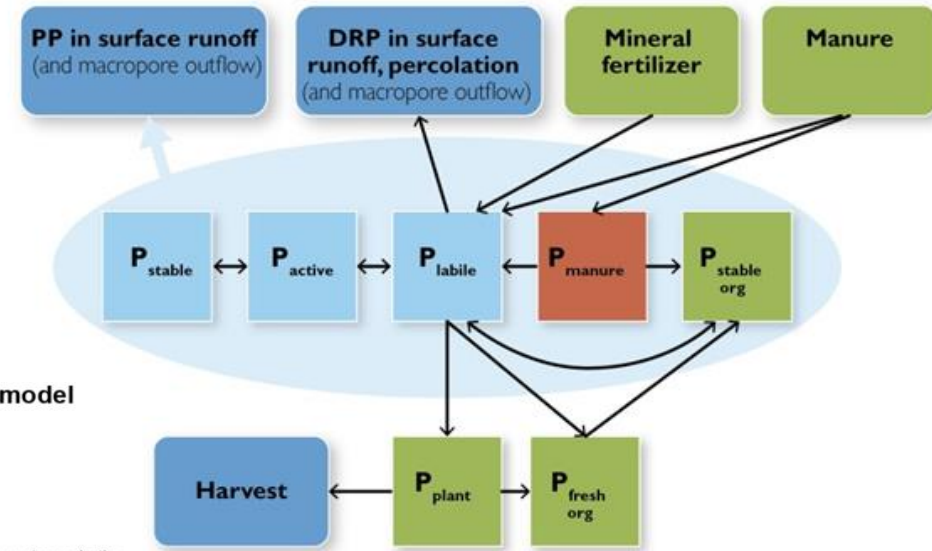 PP in surface runoff
(and macropore outflow)
DRP in surface
runoff, percolation
(and macropore outflow)
Mineral
fertilizer
Manure
P stable
P active
P labile
P manure
P stable
org
model
Harvest
P plant
P fresh
org